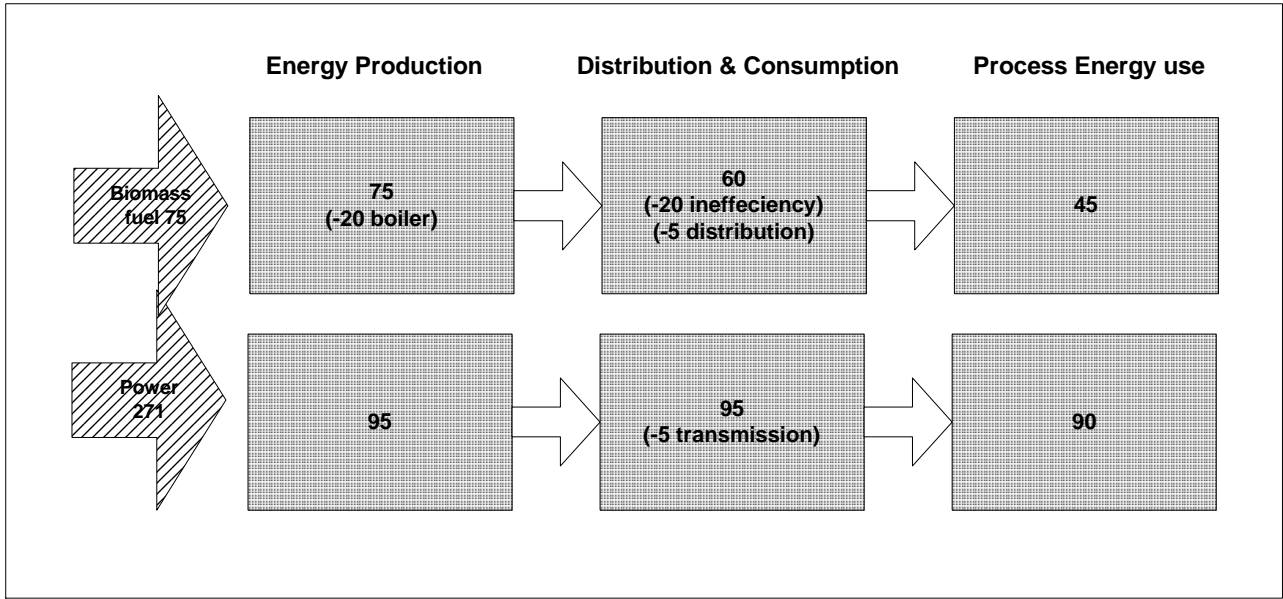 Energy Production
Distribution & Consumption
Process Energy use
Biomass
fuel 75
75
(-20 boiler)
60
(-20 ineffeciency)
(-5 distribution)
45
Power
271
95
95
(-5 transmission)
90